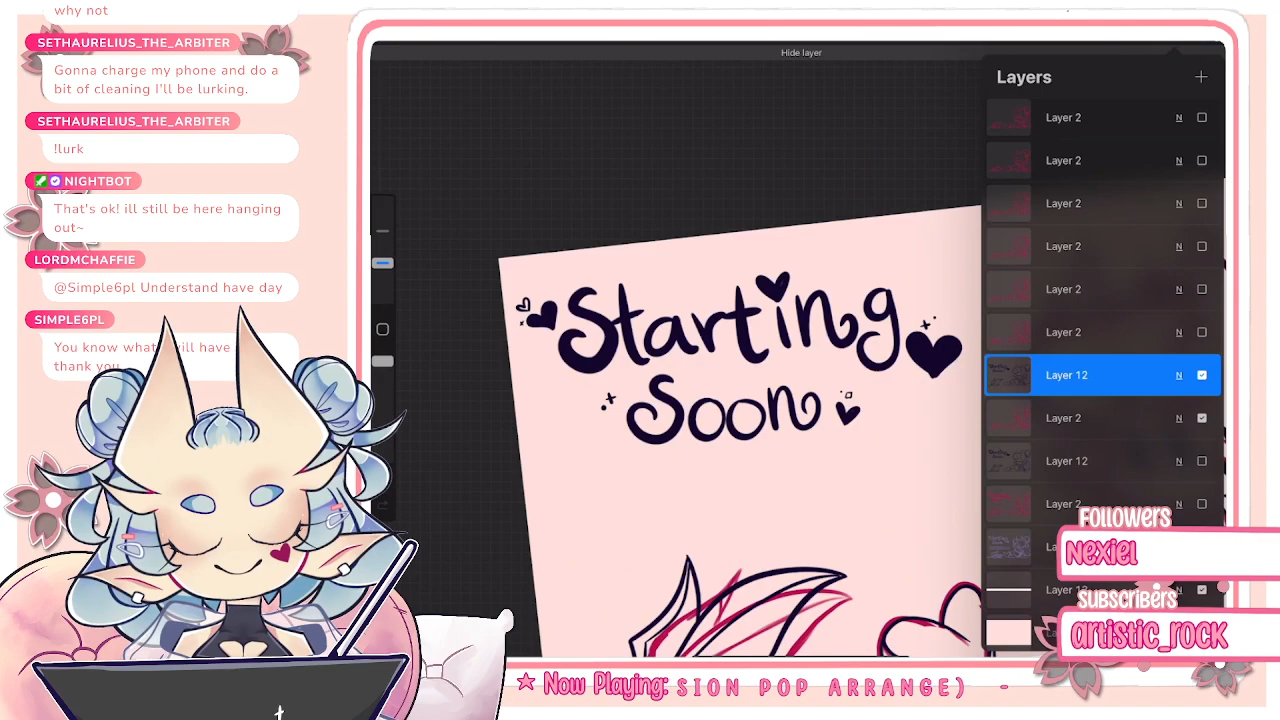 why not
SETHAURELIUS_THE_ARBITER
Gonna charge my phone and do a
bit of cleaning I'll be lurking.
SETHAURELIUS_THE_ARBITER
!lurk
NIGHTBOT
That's ok! ill still be here hanging
out~
LORDMCHAFFIE
@Simple6pl Understand have day
SIMPLE6PL
You know what will have
thank you
Hide layer
Layers
Layer 2 N
Layer 2 N
Layer 2 N
Layer 2 N
Layer 2 N
Layer 2 N
Layer 12 N
Layer 2 N
Layer 12 N
Layer 2 N
Starting
Soon
Followers
Nexiel
subscribers
artistic_rock
Now Playing: SION POP ARRANGE) -